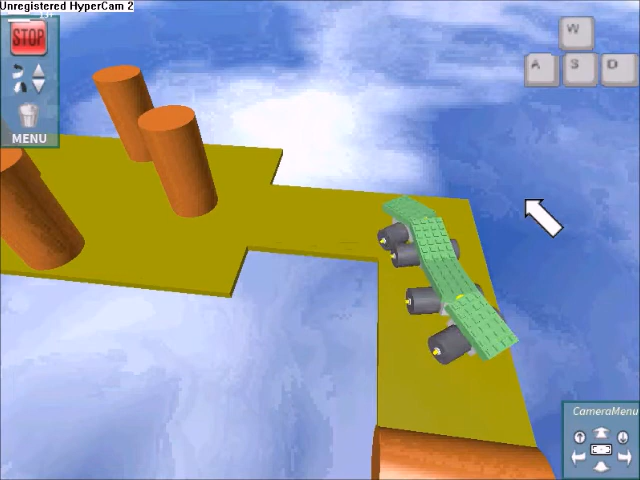 Unregistered HyperCam 2
STOP
MENU
W
A S D
CameraMenu